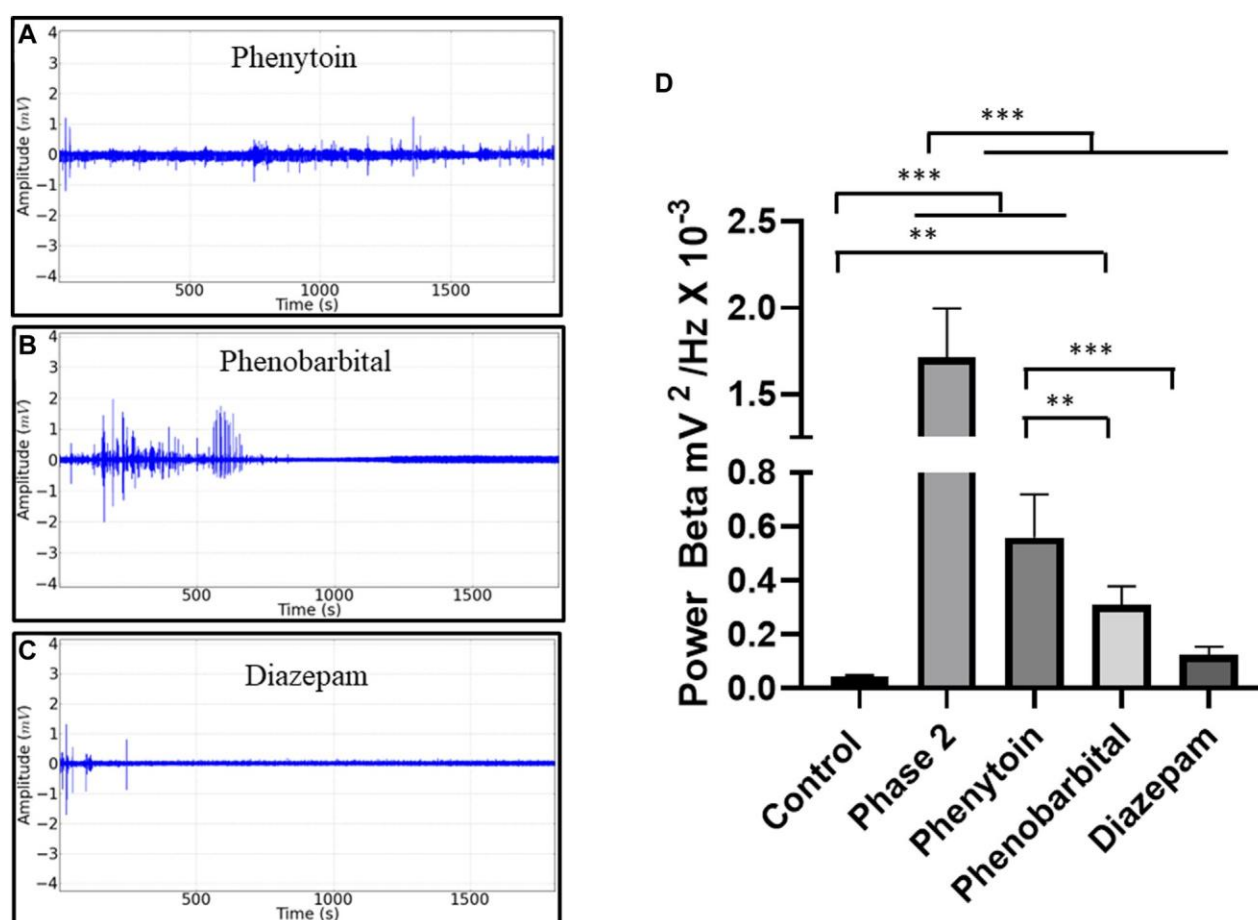 A
Phenytoin
Amplitude (mV)
4
3
2
1
0
−1
−2
−3
−4
500
1000
1500
Time (s)
B
Phenobarbital
Amplitude (mV)
4
3
2
1
0
−1
−2
−3
−4
500
1000
1500
Time (s)
C
Diazepam
Amplitude (mV)
4
3
2
1
0
−1
−2
−3
−4
500
1000
1500
Time (s)
D
***
***
**
***
**
Power Beta mV 2 /Hz X 10-3
2.5
2.0
1.5
0.8
0.6
0.4
0.2
0.0
Control
Phase 2
Phenytoin
Phenobarbital
Diazepam